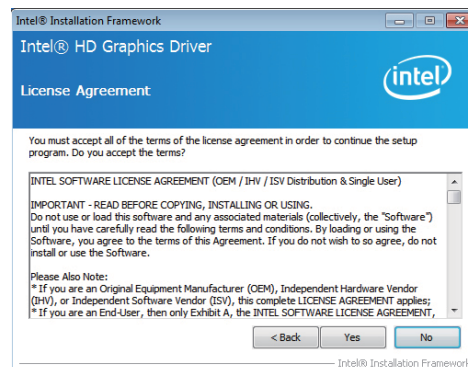 Intel® Installation Framework
Intel® HD Graphics Driver
intel
License Agreement
You must accept all of the terms of the license agreement in order to continue the setup
program. Do you accept the terms?
INTEL SOFTWARE LICENSE AGREEMENT (OEM / IHV / ISV Distribution & Single User)
IMPORTANT - READ BEFORE COPYING, INSTALLING OR USING.
Do not use or load this software and any associated materials (collectively, the "Software")
until you have carefully read the following terms and conditions. By loading or using the
Software, you agree to the terms of this Agreement. If you do not wish to so agree, do not
install or use the Software.
Please Also Note:
* If you are an Original Equipment Manufacturer (OEM), Independent Hardware Vendor
(IHV), or Independent Software Vendor (ISV), this complete LICENSE AGREEMENT applies;
* If you are an End-User, then only Exhibit A, the INTEL SOFTWARE LICENSE AGREEMENT,
< Back Yes No
Intel® Installation Framework